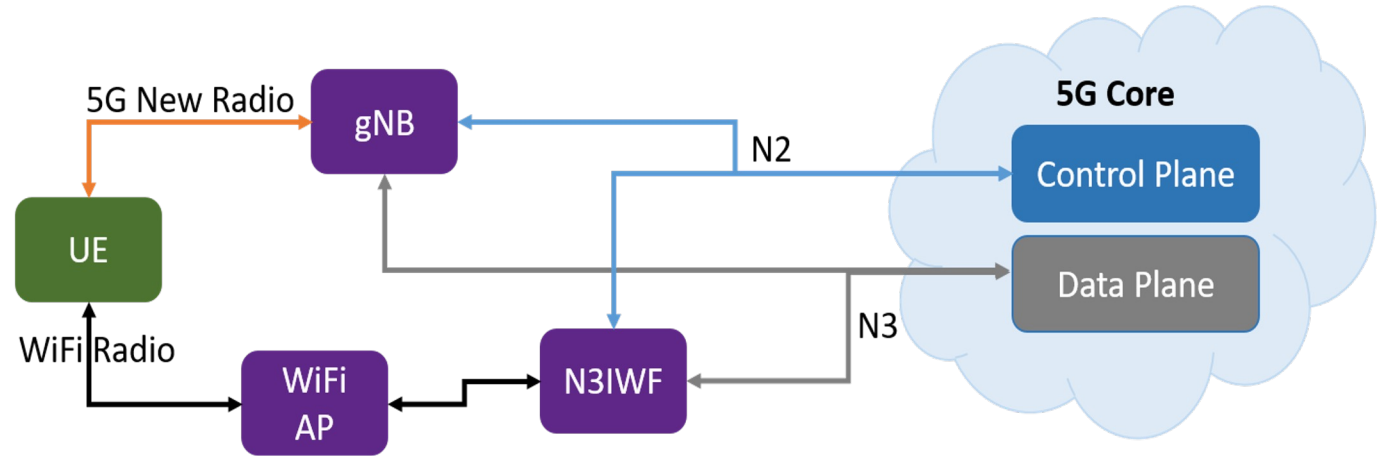 5G Core
5G New Radio
gNB
N2
Control Plane
UE
Data Plane
N3
WiFi Radio
WiFi
AP
N3IWF